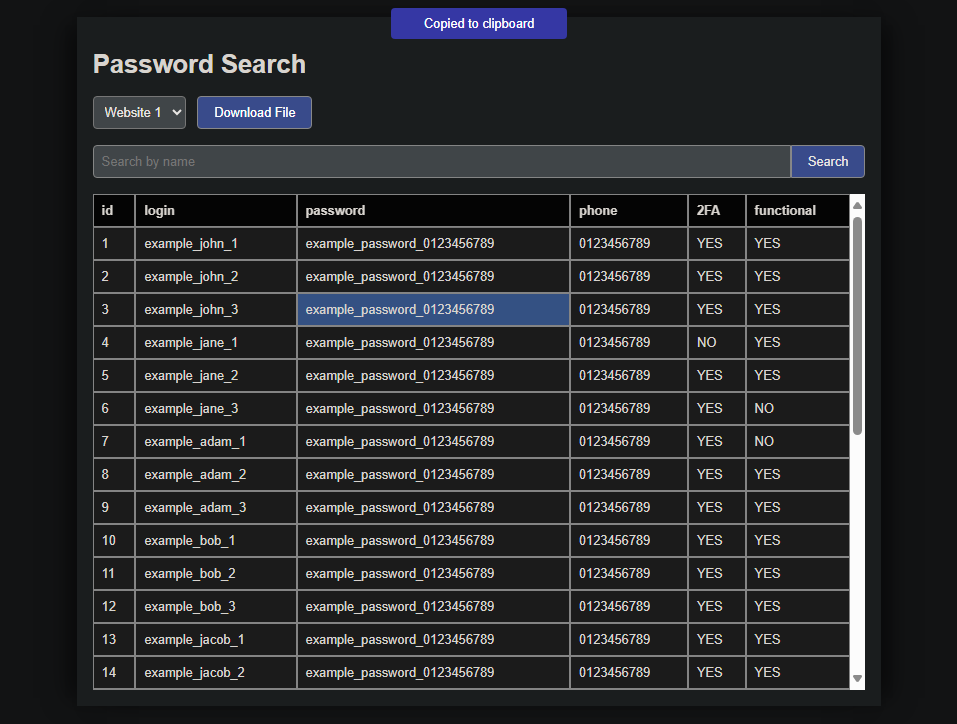 Copied to clipboard
Password Search
Website 1 Download File
Search by name Search
id login password phone 2FA functional
1 example_john_1 example_password_0123456789 0123456789 YES YES
2 example_john_2 example_password_0123456789 0123456789 YES YES
3 example_john_3 example_password_0123456789 0123456789 YES YES
4 example_jane_1 example_password_0123456789 0123456789 NO YES
5 example_jane_2 example_password_0123456789 0123456789 YES YES
6 example_jane_3 example_password_0123456789 0123456789 YES NO
7 example_adam_1 example_password_0123456789 0123456789 YES NO
8 example_adam_2 example_password_0123456789 0123456789 YES YES
9 example_adam_3 example_password_0123456789 0123456789 YES YES
10 example_bob_1 example_password_0123456789 0123456789 YES YES
11 example_bob_2 example_password_0123456789 0123456789 YES YES
12 example_bob_3 example_password_0123456789 0123456789 YES YES
13 example_jacob_1 example_password_0123456789 0123456789 YES YES
14 example_jacob_2 example_password_0123456789 0123456789 YES YES